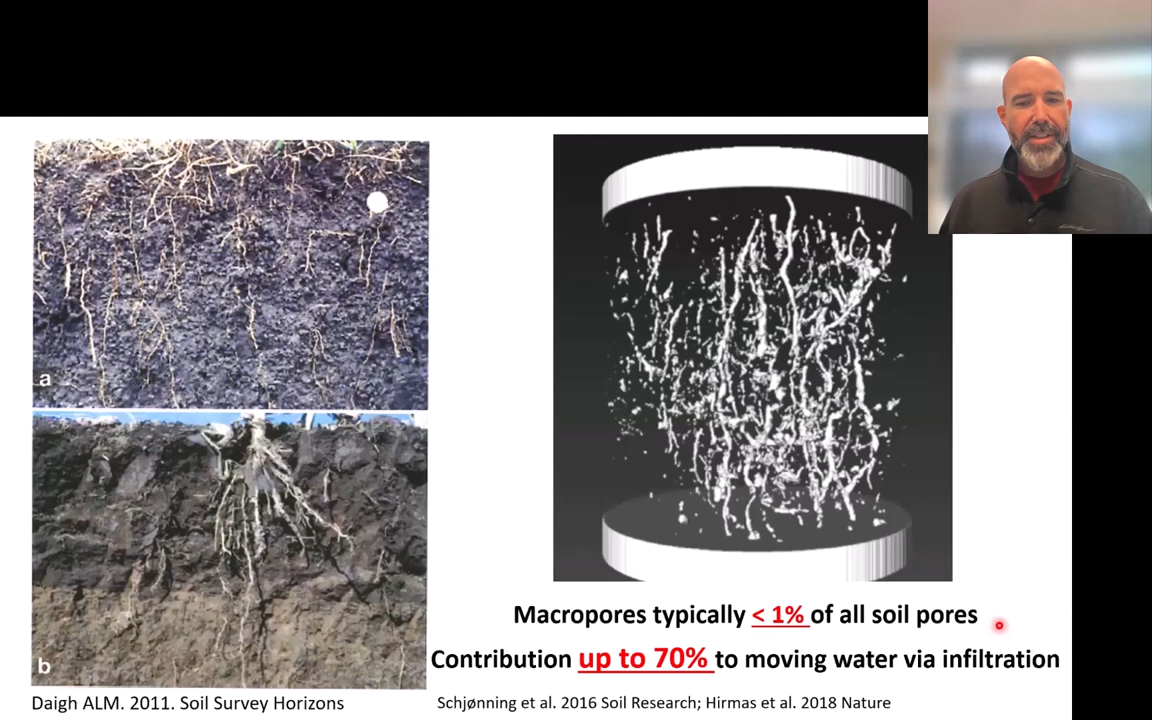 a
b
Macropores typically < 1% of all soil pores
Contribution up to 70% to moving water via infiltration
Daigh ALM. 2011. Soil Survey Horizons
Schjønning et al. 2016 Soil Research; Hirmas et al. 2018 Nature